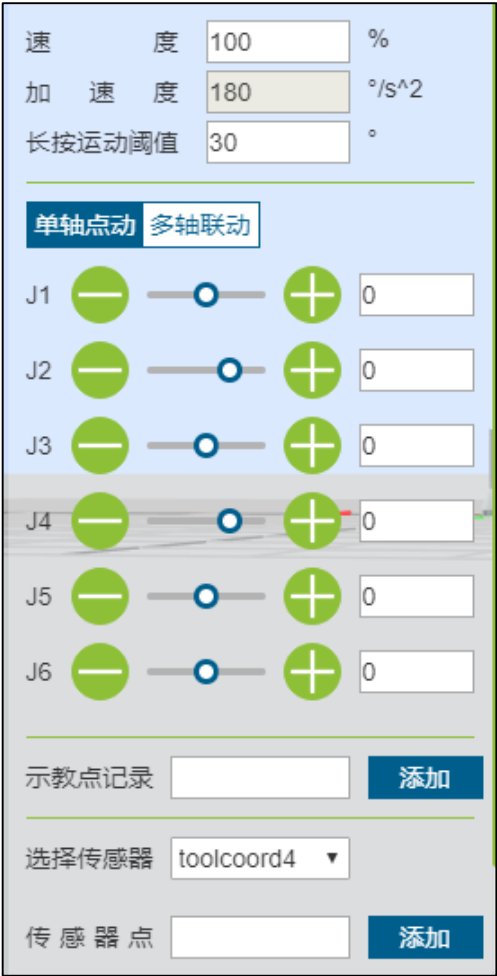 速度 100 %
加速度 180 °/s^2
长按运动阈值 30 °
单轴点动 多轴联动
J1 0
J2 0
J3 0
J4 0
J5 0
J6 0
示教点记录 添加
选择传感器 toolcoord4
传感器点 添加